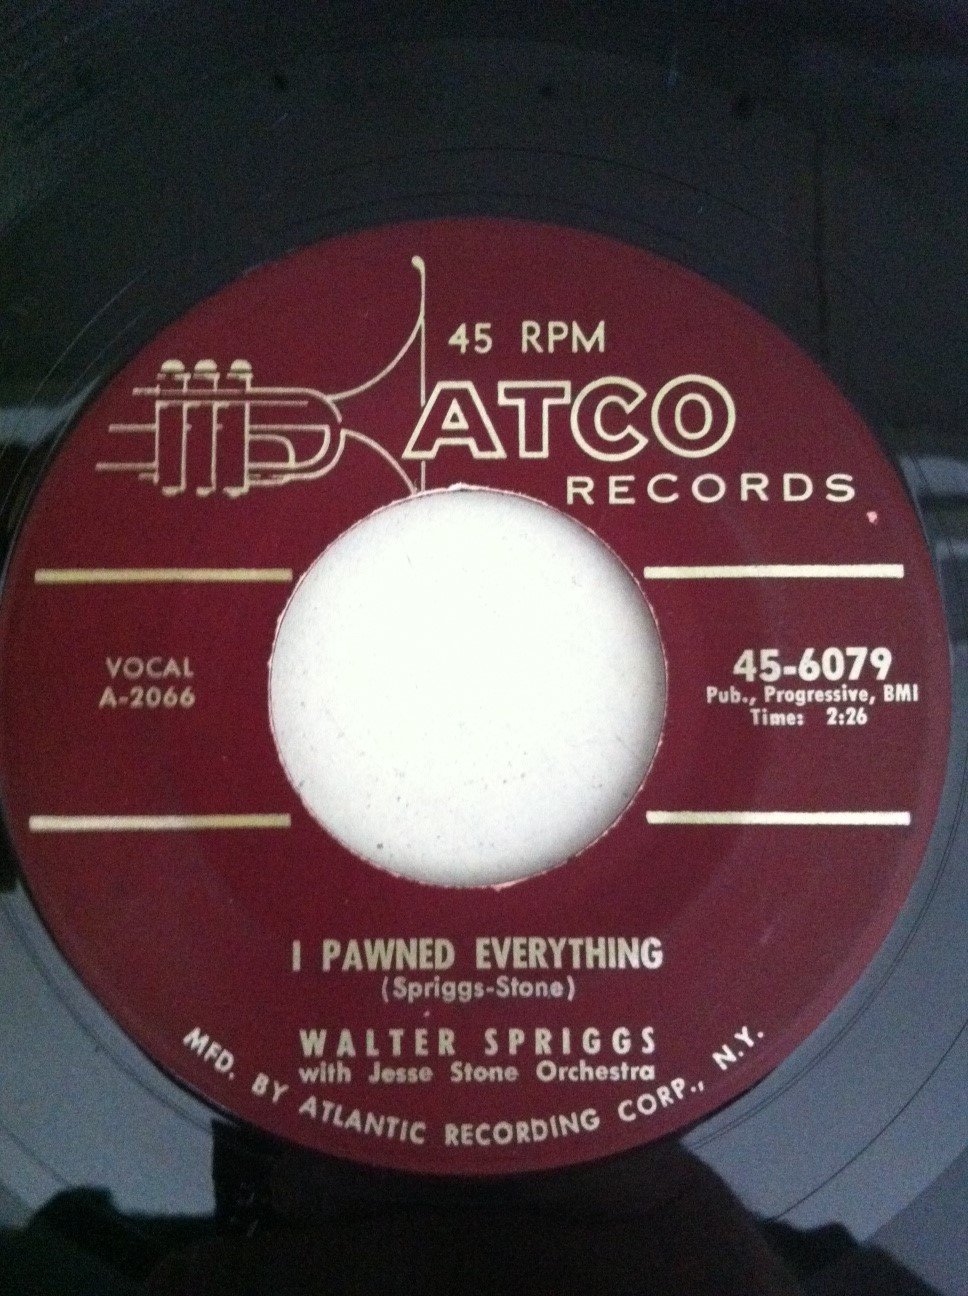 45 RPM
ATCO
RECORDS
VOCAL
A-2066
45-6079
Pub., Progressive, BMI
Time: 2:26
I PAWNED EVERYTHING
(Spriggs-Stone)
WALTER SPRIGGS
with Jesse Stone Orchestra
MFD. BY ATLANTIC RECORDING CORP., N.Y.